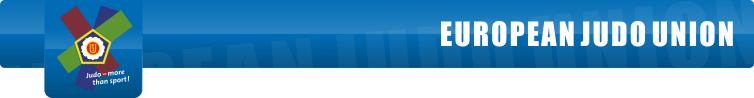 EUROPEAN JUDO UNION
Judo – more
than sport!